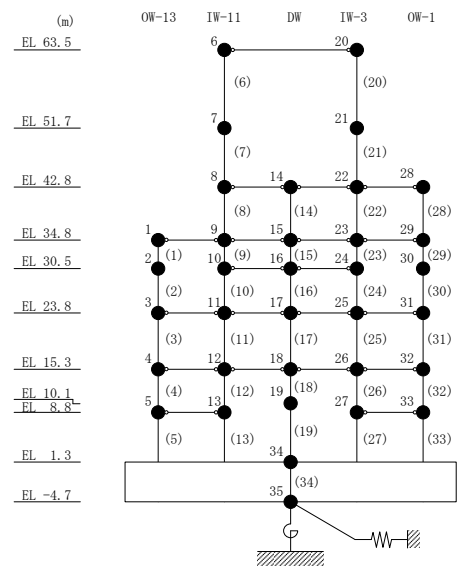 (m) OW-13 IW-11 DW IW-3 OW-1
EL 63.5 6 20
(6) (20)
EL 51.7 7 21
(7) (21)
EL 42.8 8 14 22 28
(8) (14) (22) (28)
EL 34.8 1 9 15 23 29
(1) (9) (15) (23) (29)
EL 30.5 2 10 16 24 30
(2) (10) (16) (24) (30)
EL 23.8 3 11 17 25 31
(3) (11) (17) (25) (31)
EL 15.3 4 12 18 26 32
(4) (12) (18) (26) (32)
EL 10.1 19
EL 8.8 5 13 27 33
(5) (13) (19) (27) (33)
EL 1.3 34
(34)
EL -4.7 35